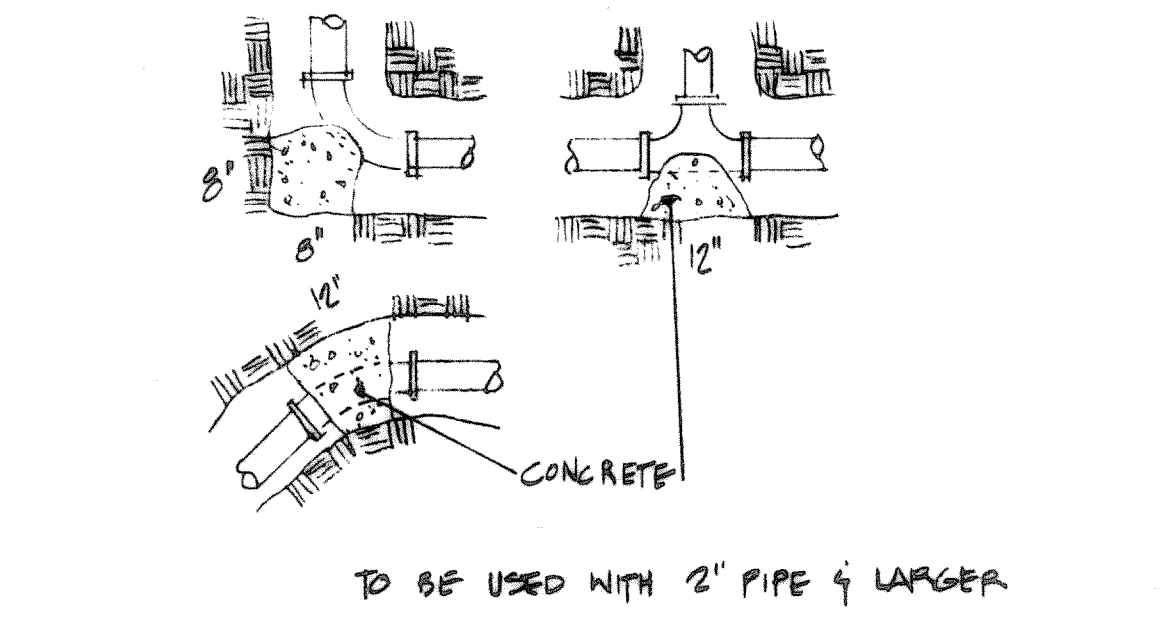 8"
8"
12"
12"
CONCRETE
TO BE USED WITH 2" PIPE & LARGER